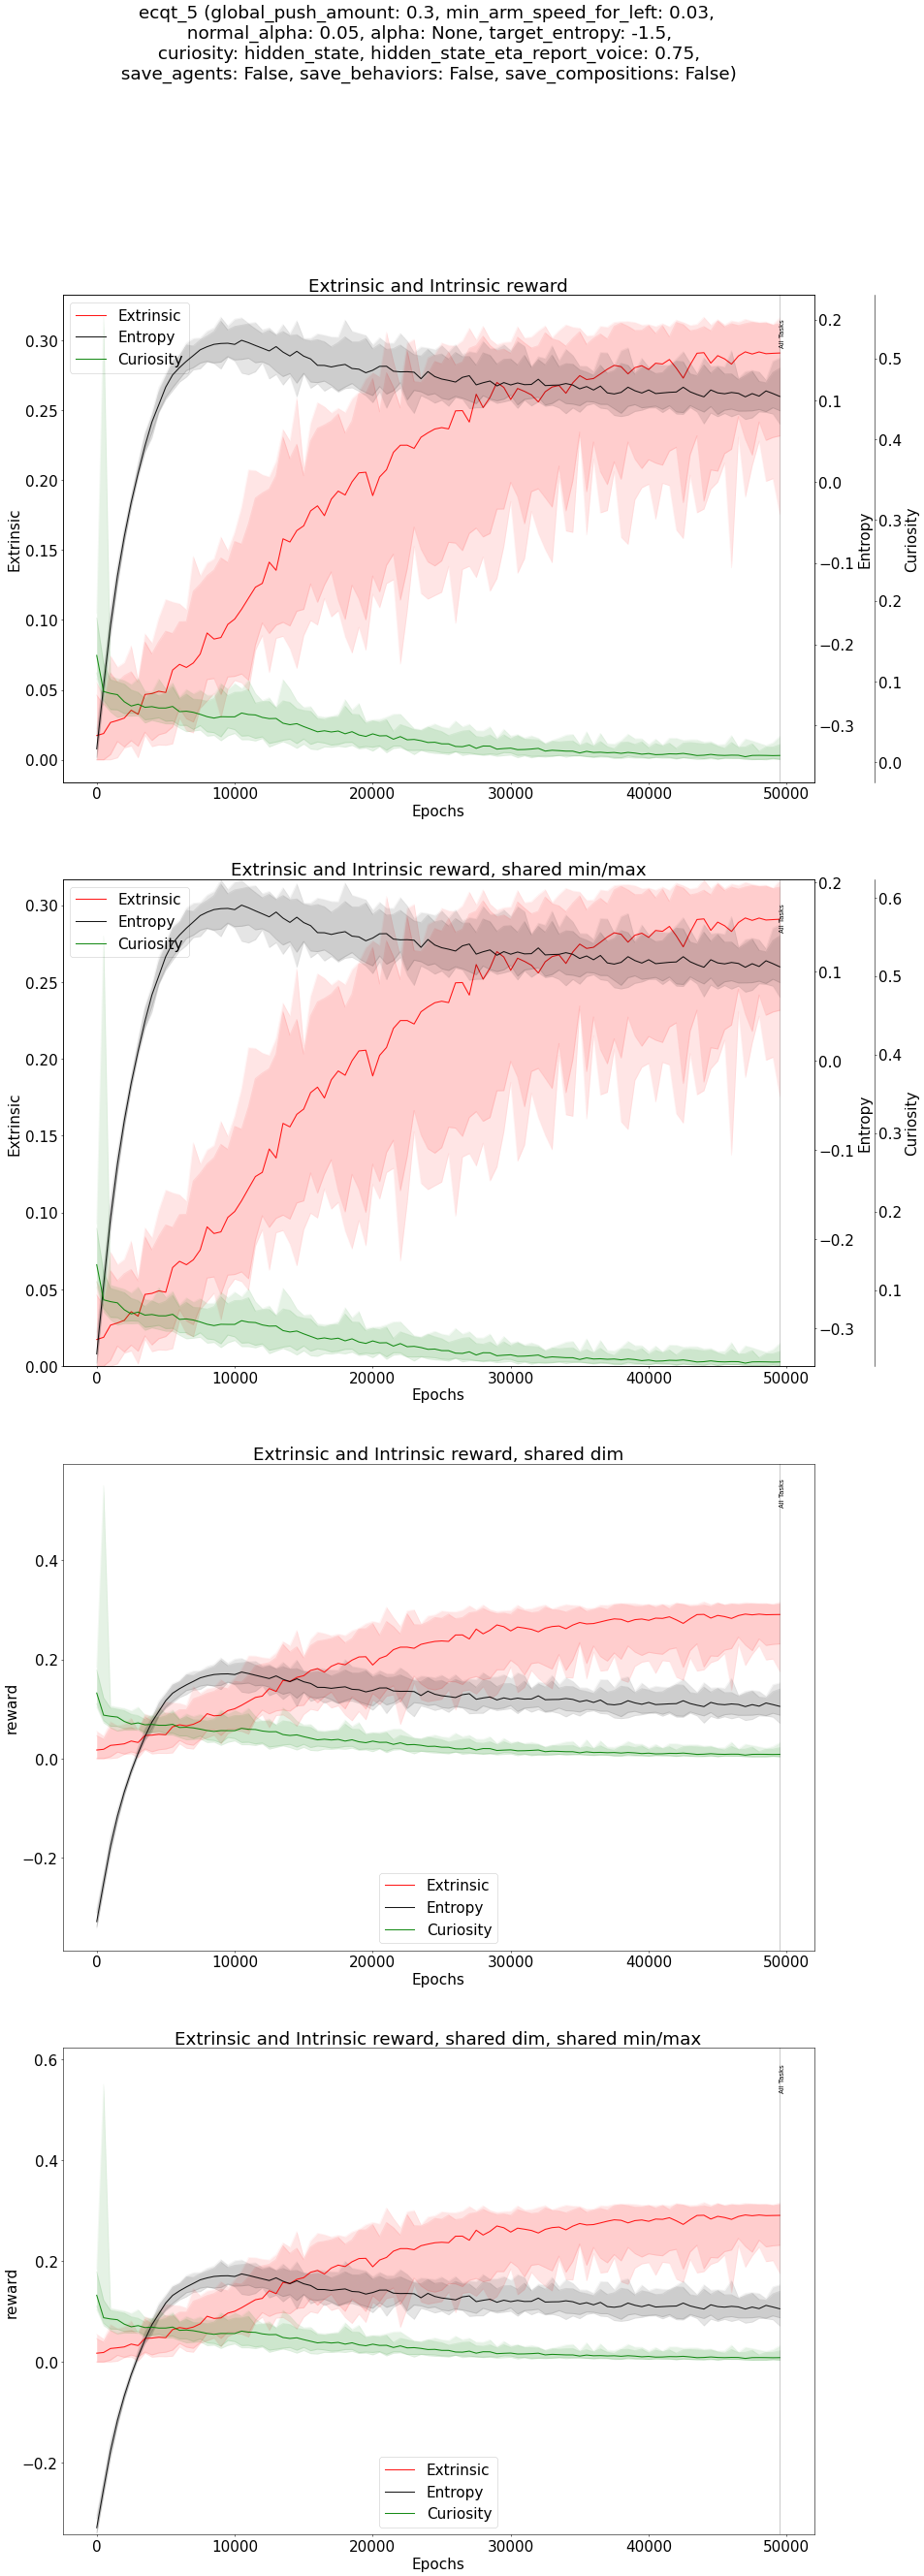 ecqt_5 (global_push_amount: 0.3, min_arm_speed_for_left: 0.03,
normal_alpha: 0.05, alpha: None, target_entropy: -1.5,
curiosity: hidden_state, hidden_state_eta_report_voice: 0.75,
save_agents: False, save_behaviors: False, save_compositions: False)
Extrinsic and Intrinsic reward
Extrinsic
Entropy
Curiosity
All Tasks
0.30
0.25
0.20
0.15
0.10
0.05
0.00
Extrinsic
0.2
0.1
0.0
−0.1
−0.2
−0.3
Entropy
0.5
0.4
0.3
0.2
0.1
0.0
Curiosity
0 10000 20000 30000 40000 50000
Epochs
Extrinsic and Intrinsic reward, shared min/max
Extrinsic
Entropy
Curiosity
All Tasks
0.30
0.25
0.20
0.15
0.10
0.05
0.00
Extrinsic
0.2
0.1
0.0
−0.1
−0.2
−0.3
Entropy
0.6
0.5
0.4
0.3
0.2
0.1
Curiosity
0 10000 20000 30000 40000 50000
Epochs
Extrinsic and Intrinsic reward, shared dim
All Tasks
0.4
0.2
0.0
−0.2
reward
Extrinsic
Entropy
Curiosity
0 10000 20000 30000 40000 50000
Epochs
Extrinsic and Intrinsic reward, shared dim, shared min/max
All Tasks
0.6
0.4
0.2
0.0
−0.2
reward
Extrinsic
Entropy
Curiosity
0 10000 20000 30000 40000 50000
Epochs